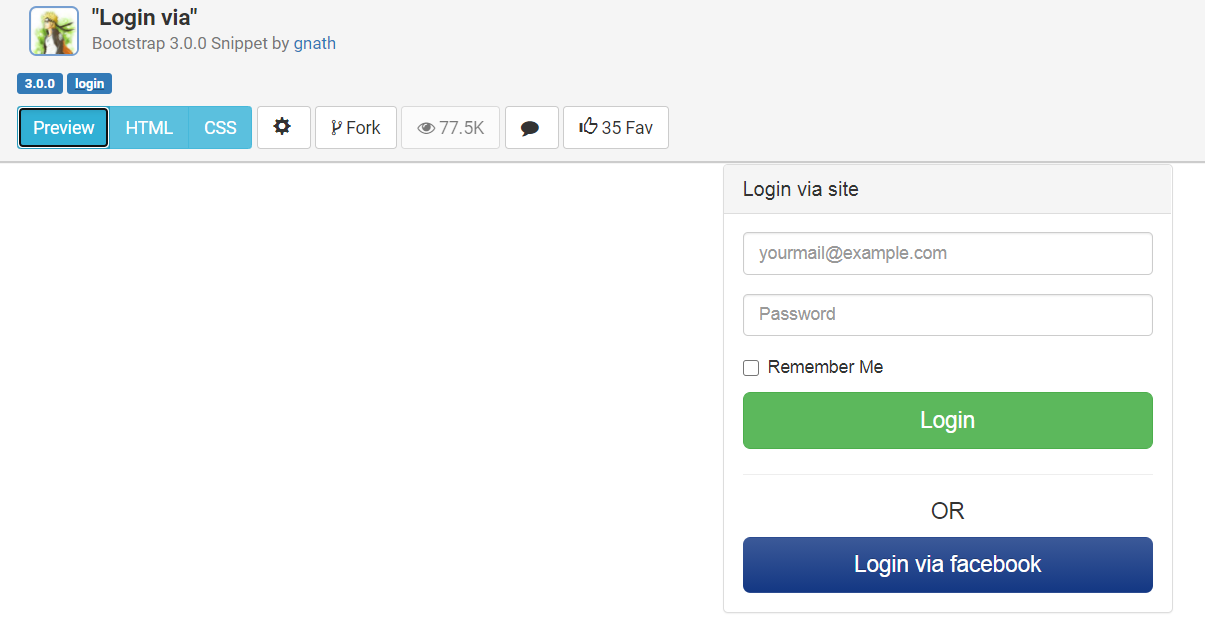 "Login via"
Bootstrap 3.0.0 Snippet by gnath
3.0.0 login
Preview HTML CSS Fork 77.5K 35 Fav
Login via site
yourmail@example.com
Password
Remember Me
Login
OR
Login via facebook